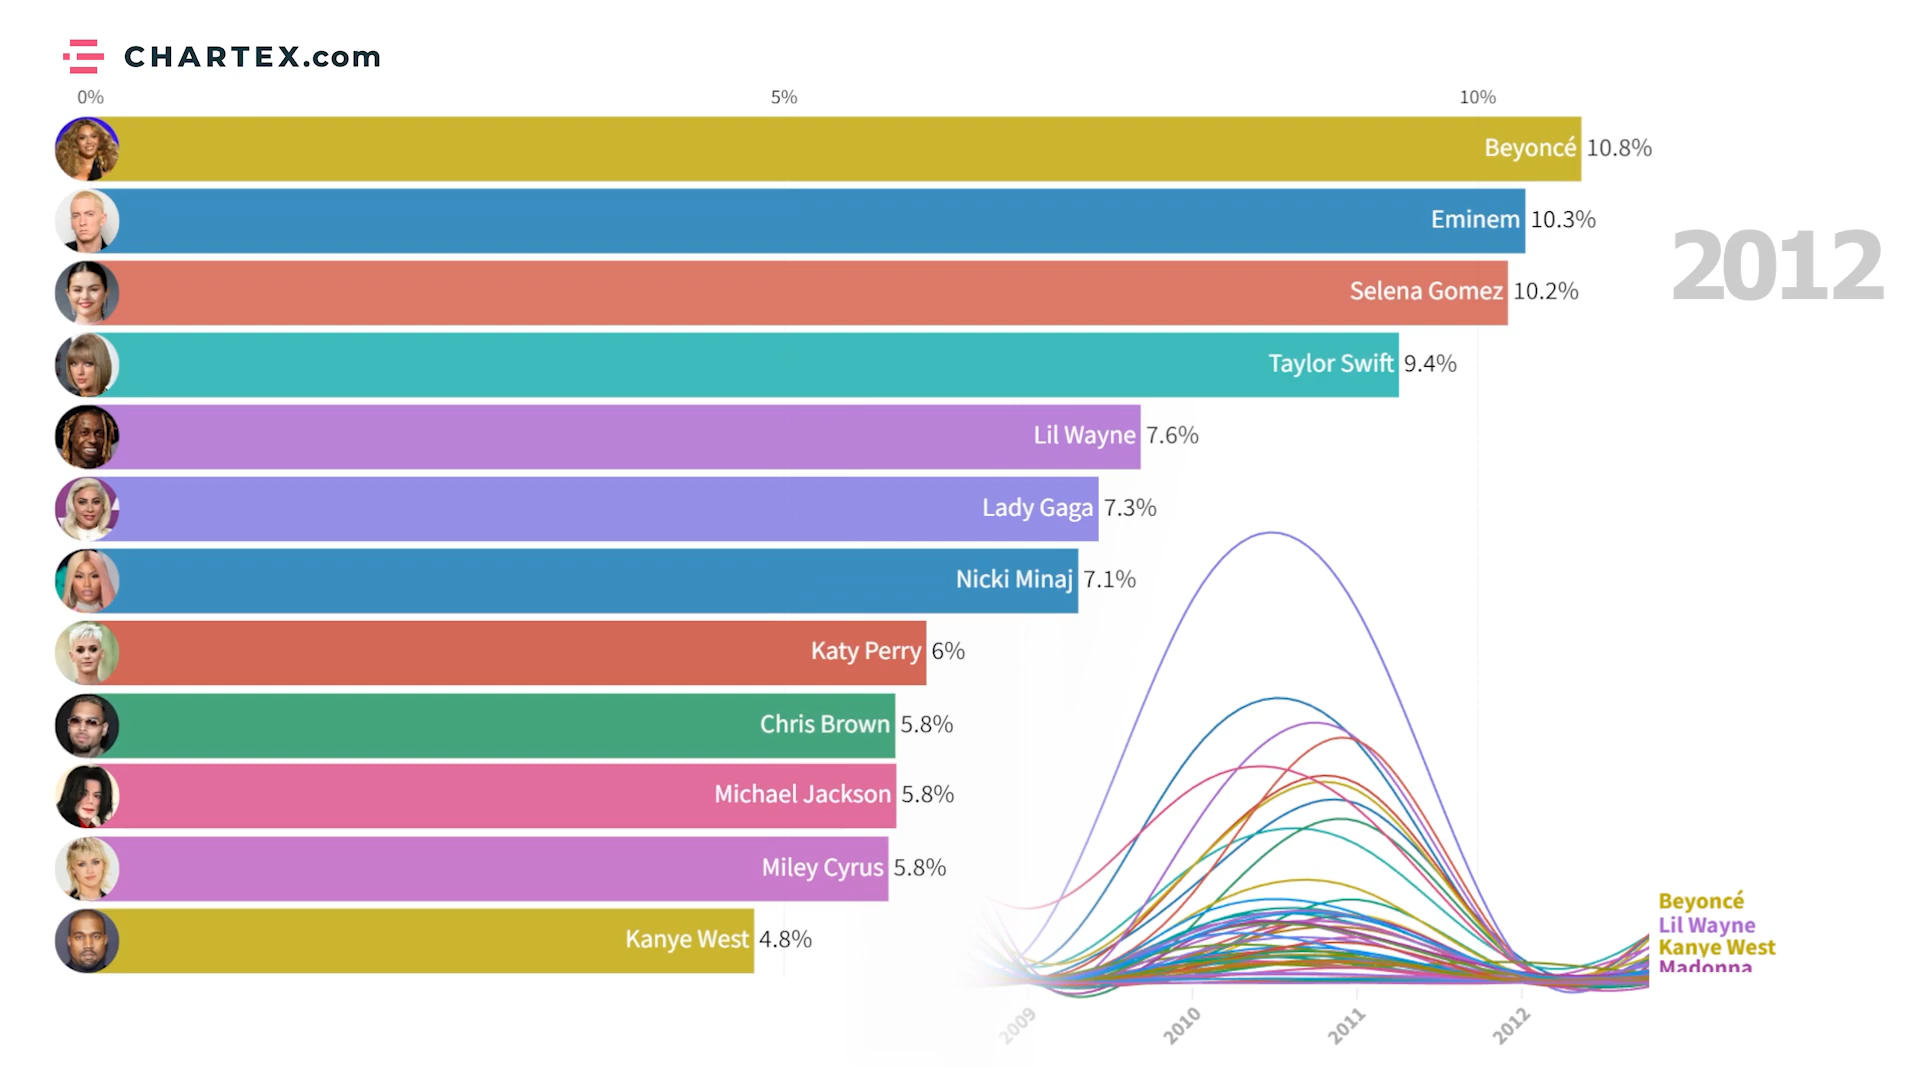 CHARTEX.com
0% 5% 10%
Beyoncé 10.8%
Eminem 10.3%
2012
Selena Gomez 10.2%
Taylor Swift 9.4%
Lil Wayne 7.6%
Lady Gaga 7.3%
Nicki Minaj 7.1%
Katy Perry 6%
Chris Brown 5.8%
Michael Jackson 5.8%
Miley Cyrus 5.8%
Kanye West 4.8%
Beyoncé
Lil Wayne
Kanye West
Madonna
2009 2010 2011 2012